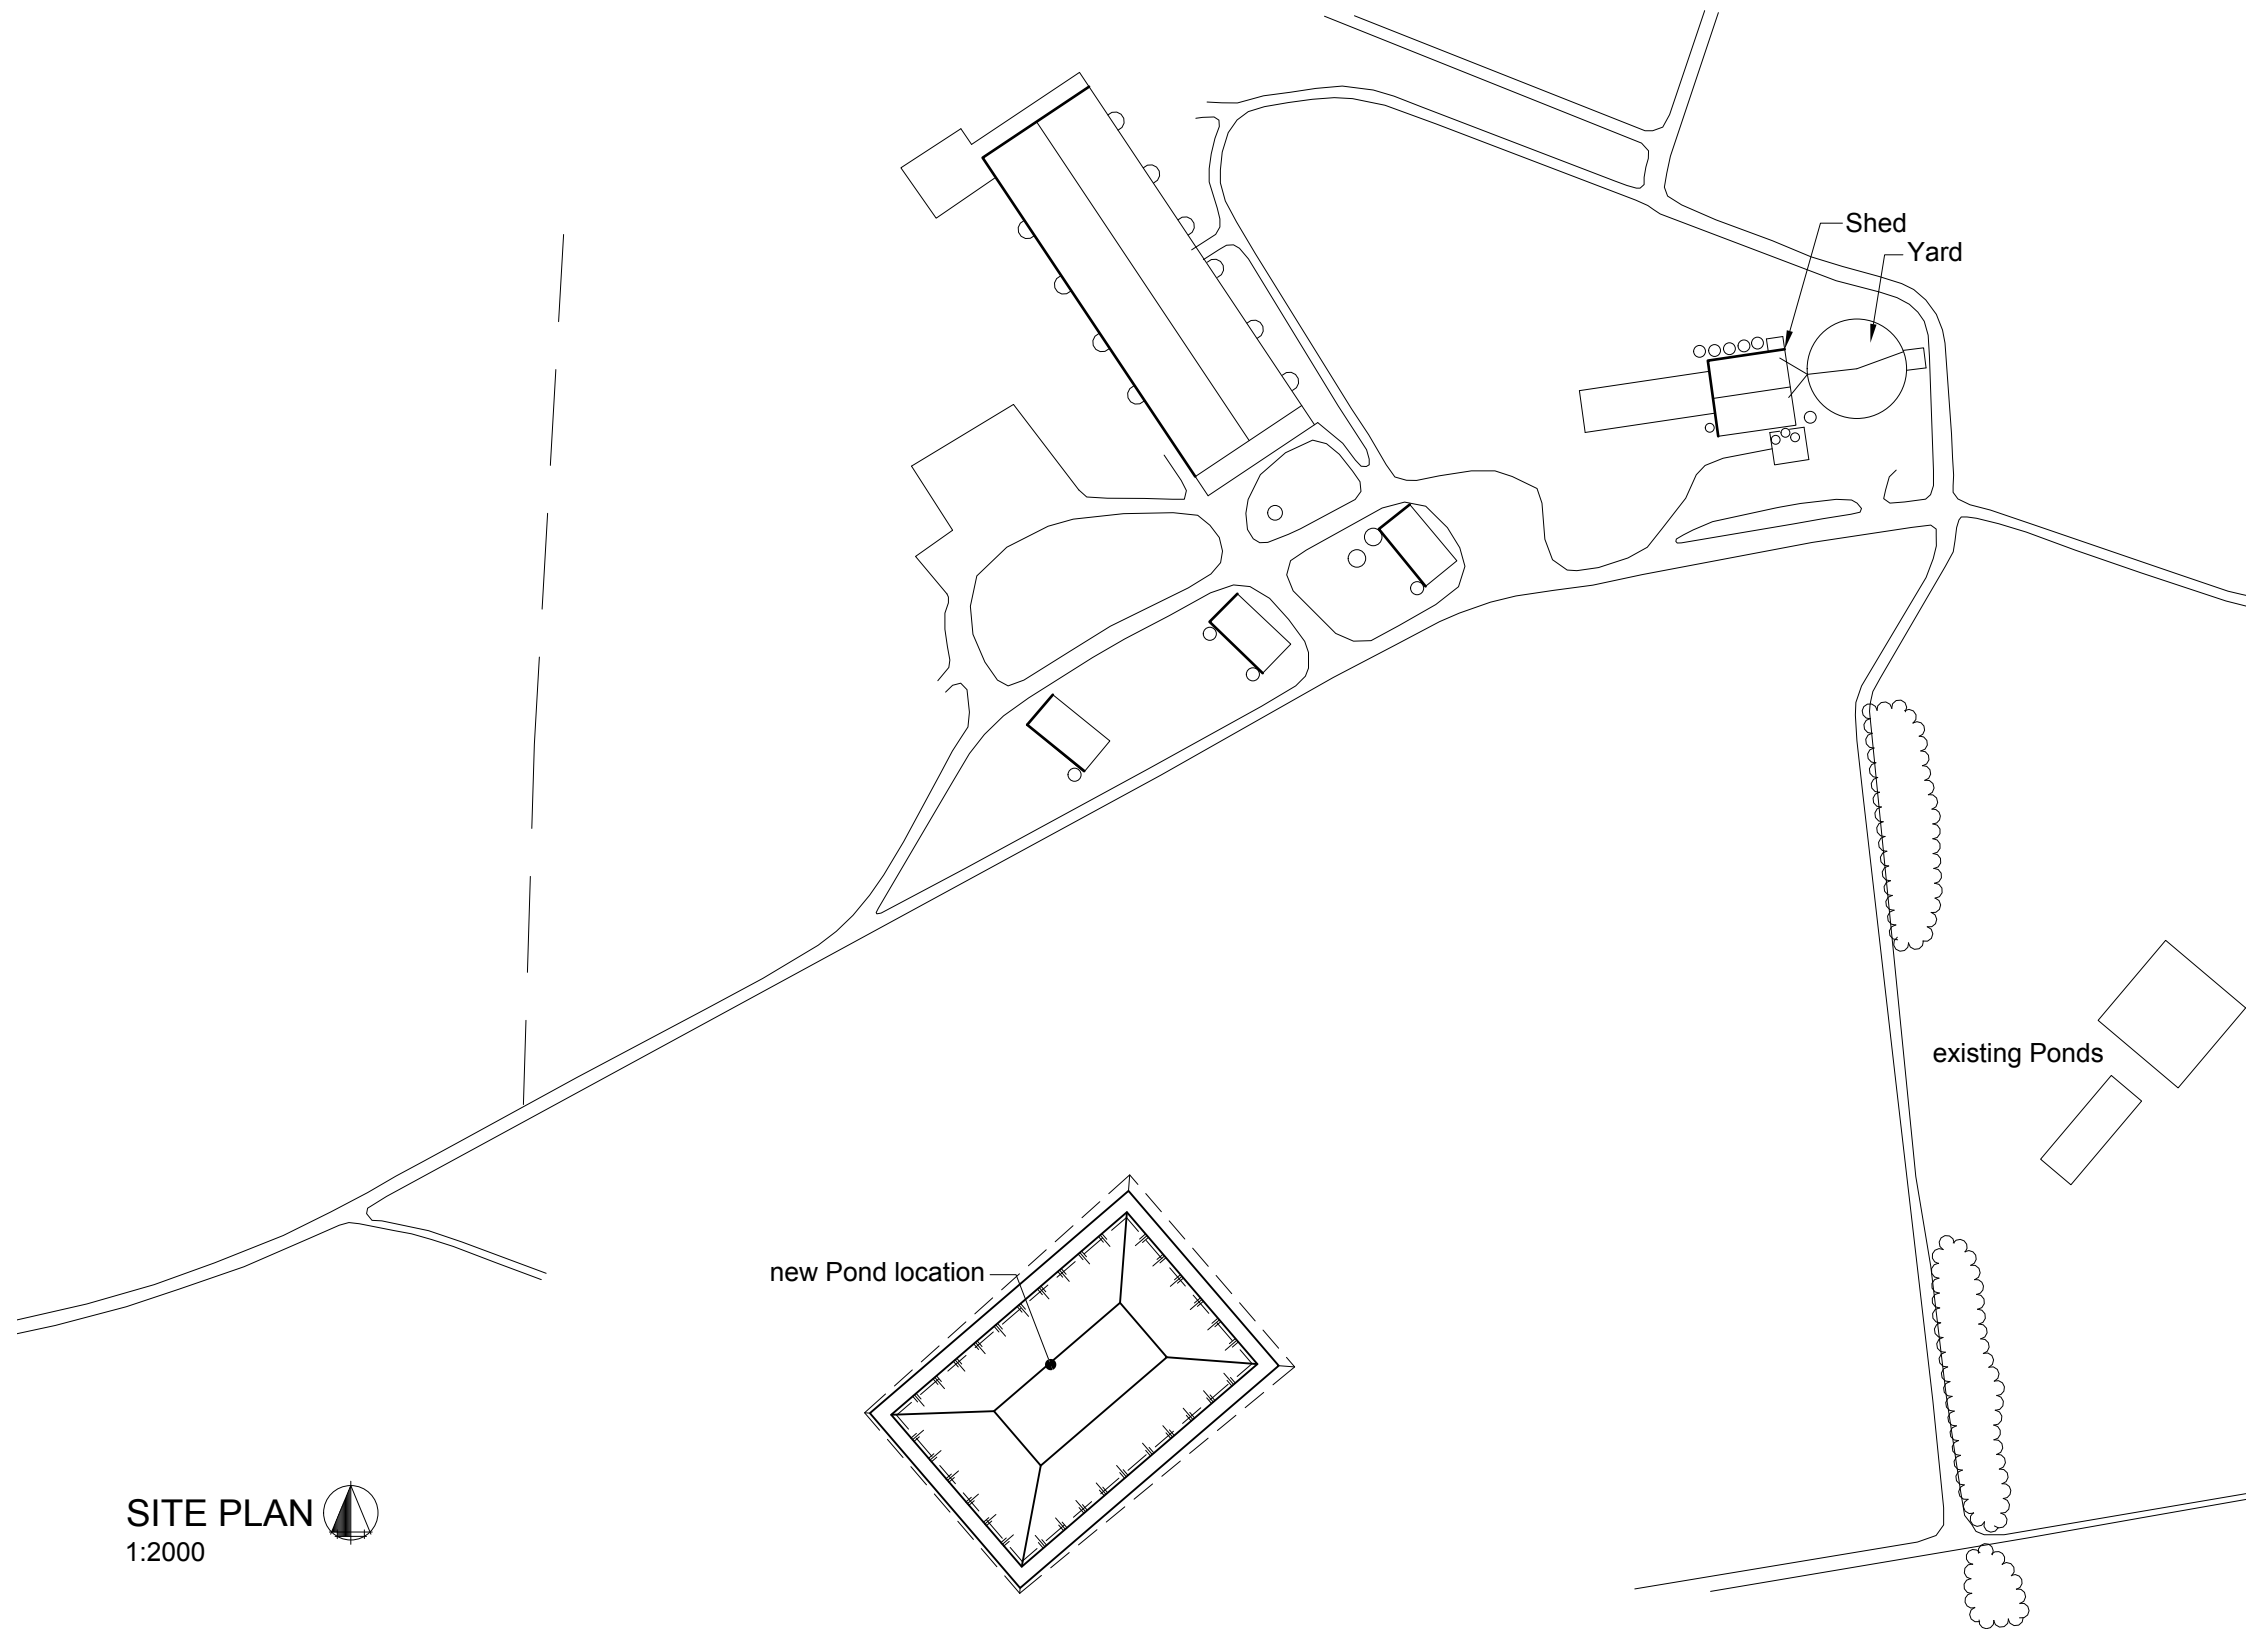 Shed
Yard
existing Ponds
new Pond location
SITE PLAN
1:2000